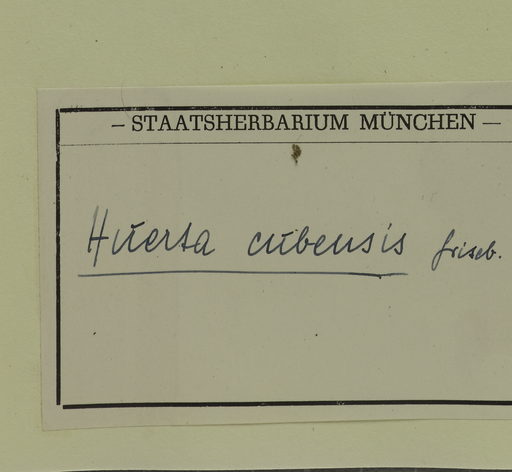 – STAATSHERBARIUM MÜNCHEN –
Huerta cubensis Griseb.